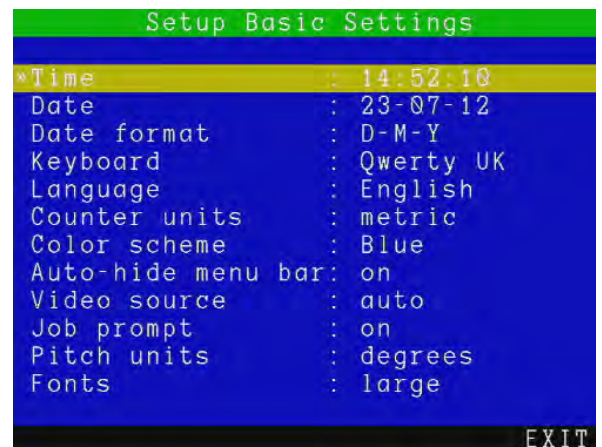 Setup Basic Settings
»Time : 14:52:10
Date : 23-07-12
Date format : D-M-Y
Keyboard : Qwerty UK
Language : English
Counter units : metric
Color scheme : Blue
Auto-hide menu bar: on
Video source : auto
Job prompt : on
Pitch units : degrees
Fonts : large
EXIT